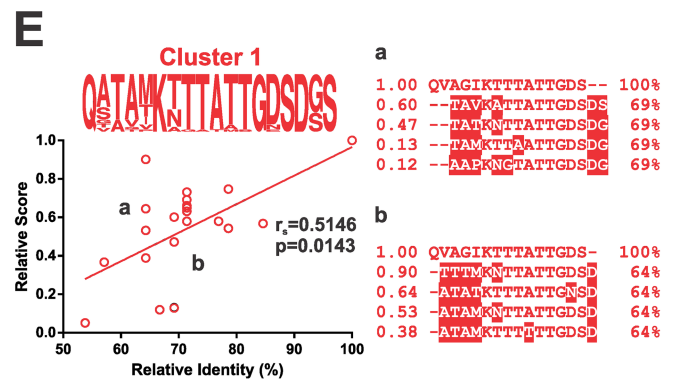 E
Cluster 1
QATAMKTTTATTGDSDGS
Relative Score
1.0
0.8
0.6
0.4
0.2
0.0
a
b
rs=0.5146
p=0.0143
50 60 70 80 90 100
Relative Identity (%)
a
1.00 QVAGIKTTTATTGDS-- 100%
0.60 --TAVKATTATTGDSDS 69%
0.47 --TATKNTTATTGDSDG 69%
0.13 --TAMKTTAATTGDSDG 69%
0.12 --AAPKNGTATTGDSDG 69%
b
1.00 QVAGIKTTTATTGDS- 100%
0.90 -TTTMKNTTATTGDSD 64%
0.64 -ATATKTTTATTGNSD 64%
0.53 -ATAMKNTTATTGDSD 64%
0.38 -ATAMKTTTTTTGDSD 64%